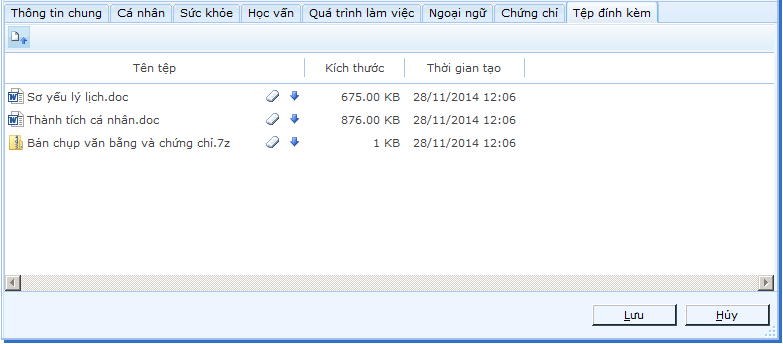 Thông tin chung Cá nhân Sức khỏe Học vấn Quá trình làm việc Ngoại ngữ Chứng chỉ Tệp đính kèm
Tên tệp Kích thước Thời gian tạo
Sơ yếu lý lịch.doc 675.00 KB 28/11/2014 12:06
Thành tích cá nhân.doc 876.00 KB 28/11/2014 12:06
Bản chụp văn bằng và chứng chỉ.7z 1 KB 28/11/2014 12:06
Lưu Hủy